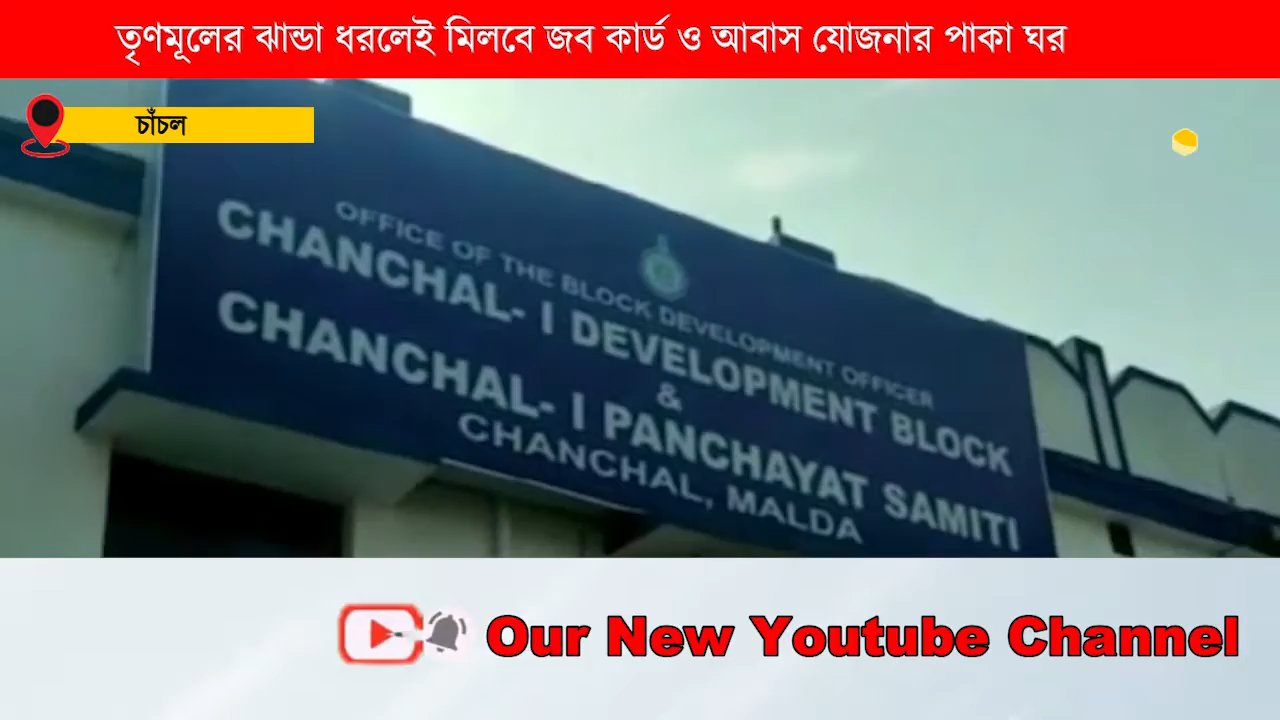 তৃণমূলের ঝান্ডা ধরলেই মিলবে জব কার্ড ও আবাস যোজনার পাকা ঘর
চাঁচল
OFFICE OF THE BLOCK DEVELOPMENT OFFICER
CHANCHAL- I DEVELOPMENT BLOCK
&
CHANCHAL- I PANCHAYAT SAMITI
CHANCHAL, MALDA
Our New Youtube Channel